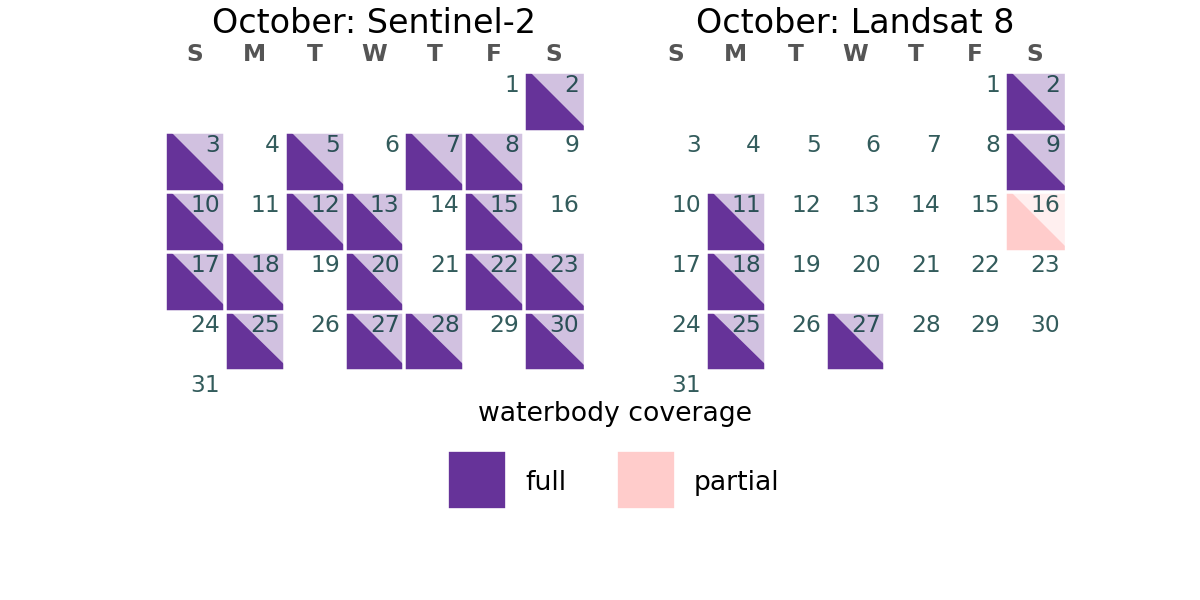 October: Sentinel-2
S M T W T F S
1 2
3 4 5 6 7 8 9
10 11 12 13 14 15 16
17 18 19 20 21 22 23
24 25 26 27 28 29 30
31
October: Landsat 8
S M T W T F S
1 2
3 4 5 6 7 8 9
10 11 12 13 14 15 16
17 18 19 20 21 22 23
24 25 26 27 28 29 30
31
waterbody coverage
full partial